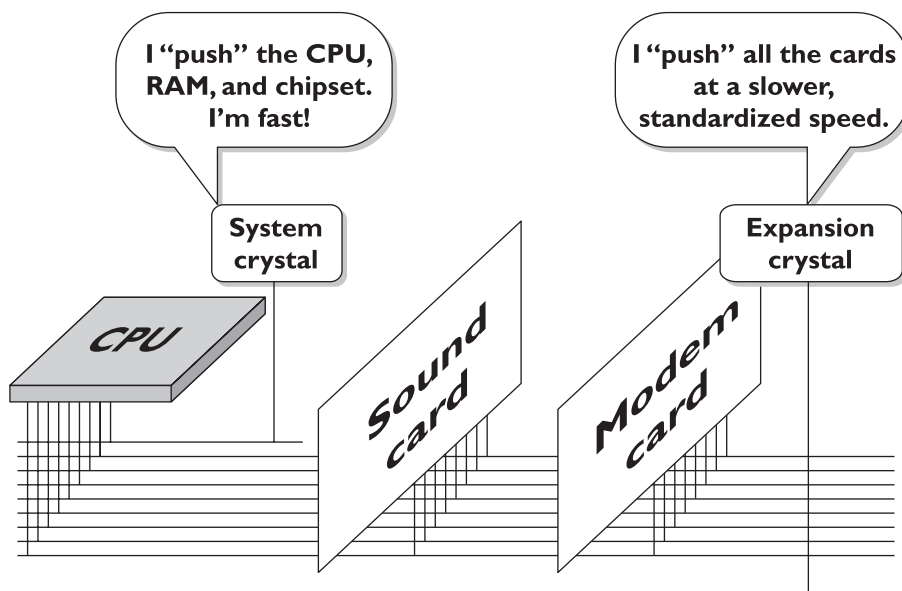 I “push” the CPU,
RAM, and chipset.
I’m fast!
I “push” all the cards
at a slower,
standardized speed.
System
crystal
Expansion
crystal
CPU
Sound
card
Modem
card